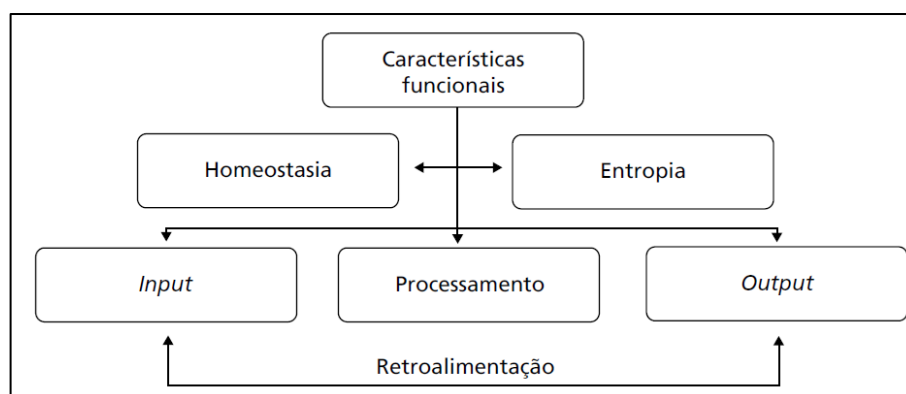 Características
funcionais
Homeostasia
Entropia
Input
Processamento
Output
Retroalimentação